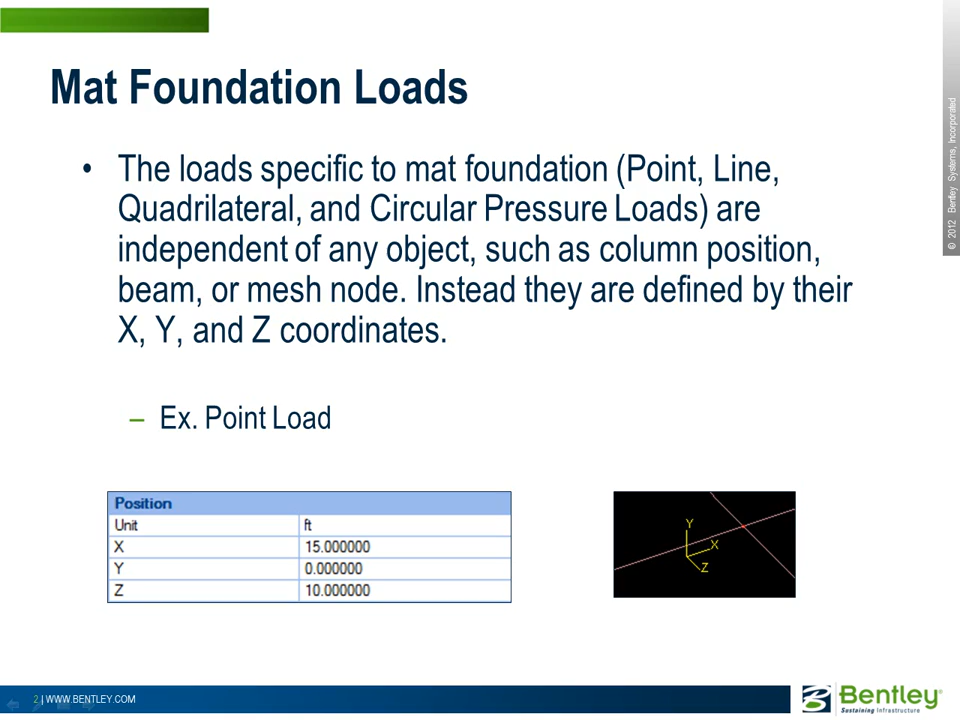 Mat Foundation Loads
• The loads specific to mat foundation (Point, Line,
Quadrilateral, and Circular Pressure Loads) are
independent of any object, such as column position,
beam, or mesh node. Instead they are defined by their
X, Y, and Z coordinates.
– Ex. Point Load
Position
Unit ft
X 15.000000
Y 0.000000
Z 10.000000
Y
X
Z
© 2012 Bentley Systems, Incorporated
2 | WWW.BENTLEY.COM
Bentley
Sustaining Infrastructure